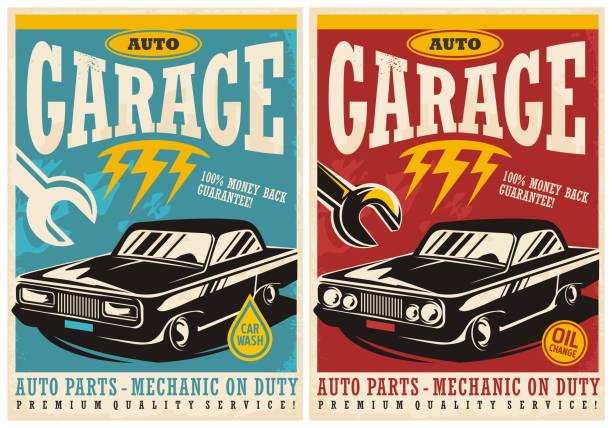 AUTO
GARAGE
100% MONEY BACK
GUARANTEE!
CAR
WASH
AUTO PARTS - MECHANIC ON DUTY
PREMIUM QUALITY SERVICE!
AUTO
GARAGE
100% MONEY BACK
GUARANTEE!
OIL
CHANGE
AUTO PARTS - MECHANIC ON DUTY
PREMIUM QUALITY SERVICE!